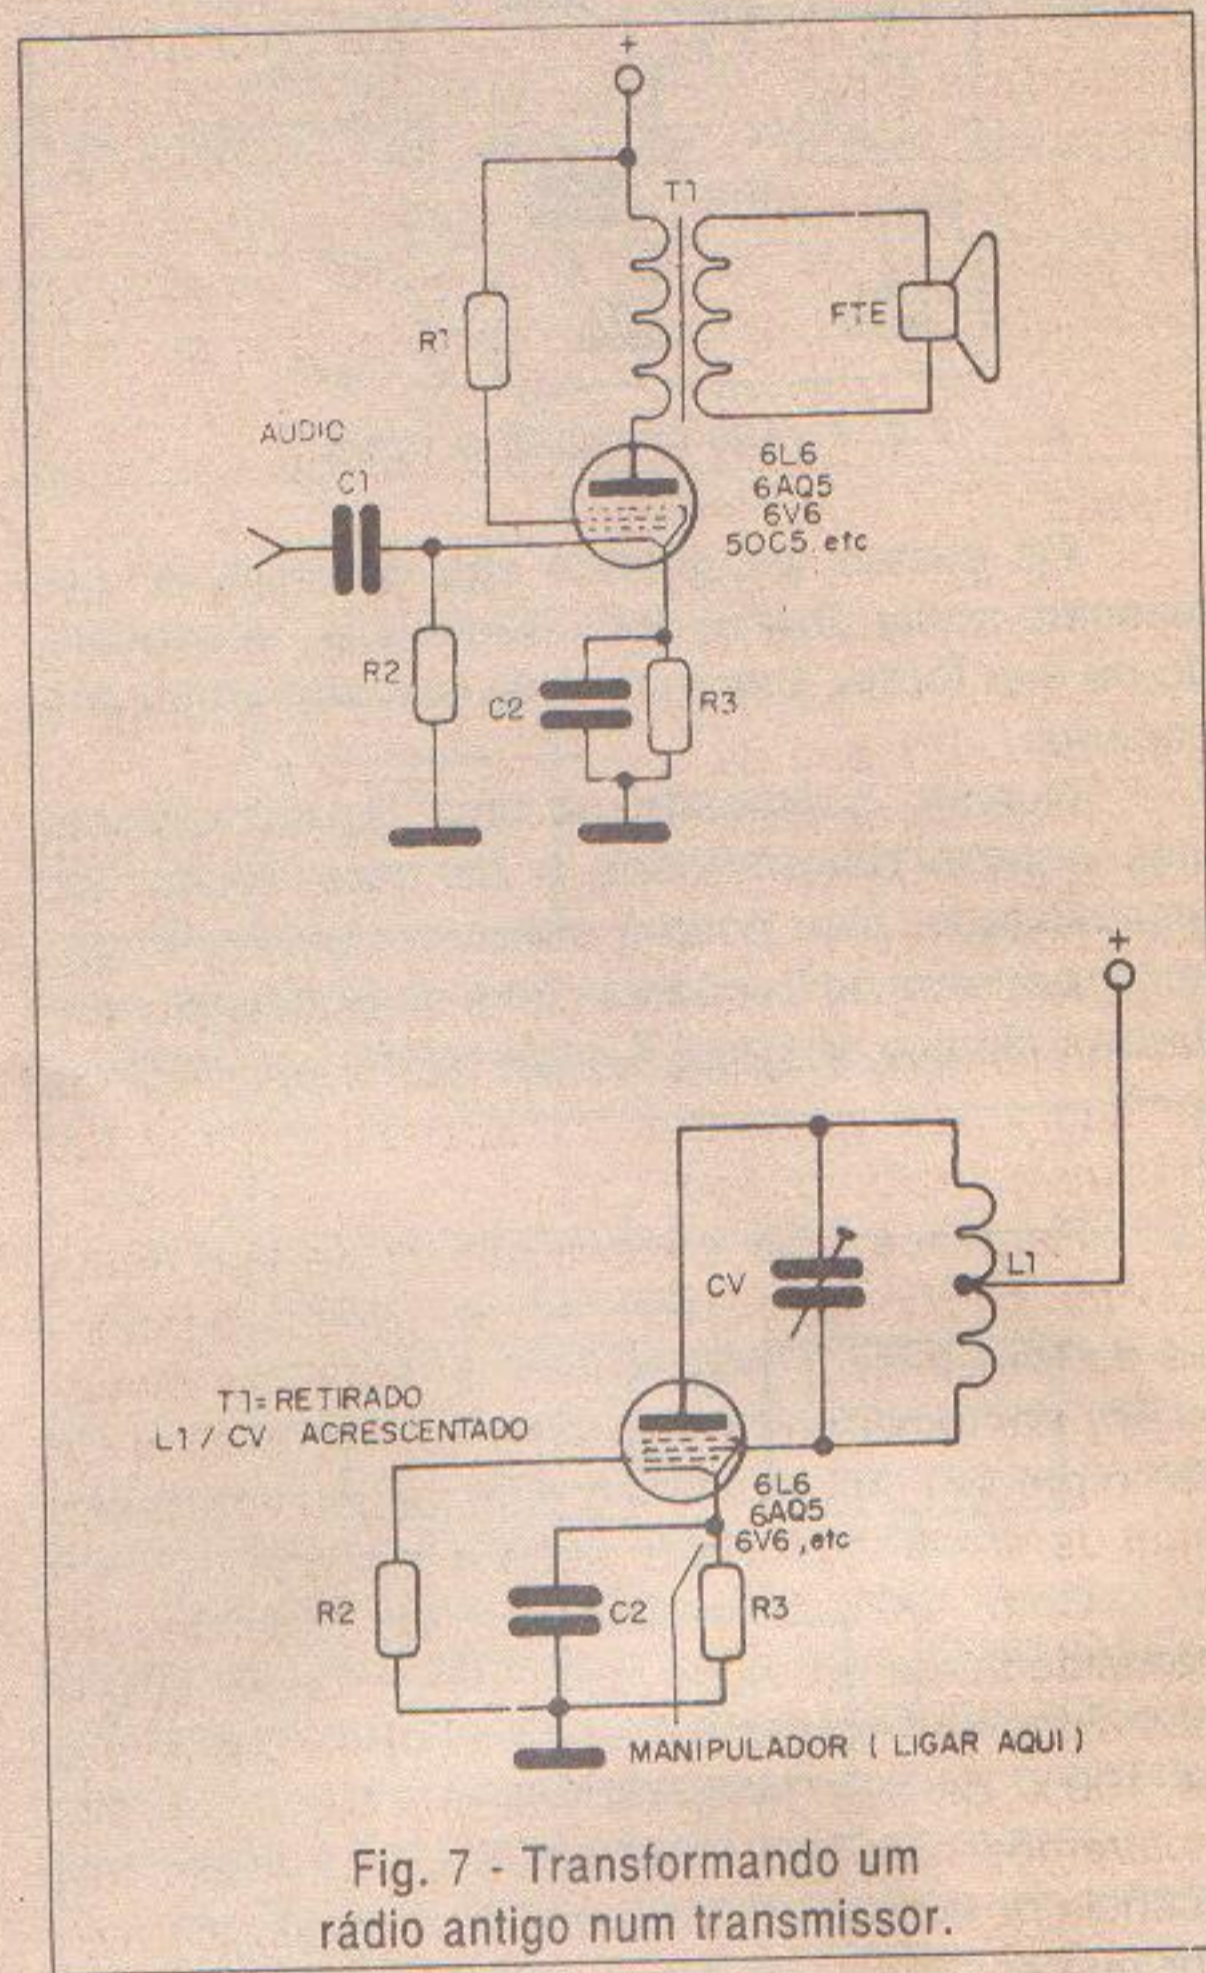 +
T1
R1
FTE
AUDIO
C1
6L6
6AQ5
6V6
50C5 etc
R2
C2
R3
+
CV
L1
T1=RETIRADO
L1 / CV ACRESCENTADO
6L6
6AQ5
6V6, etc
R2
C2
R3
MANIPULADOR ( LIGAR AQUI )
Fig. 7 - Transformando um
rádio antigo num transmissor.